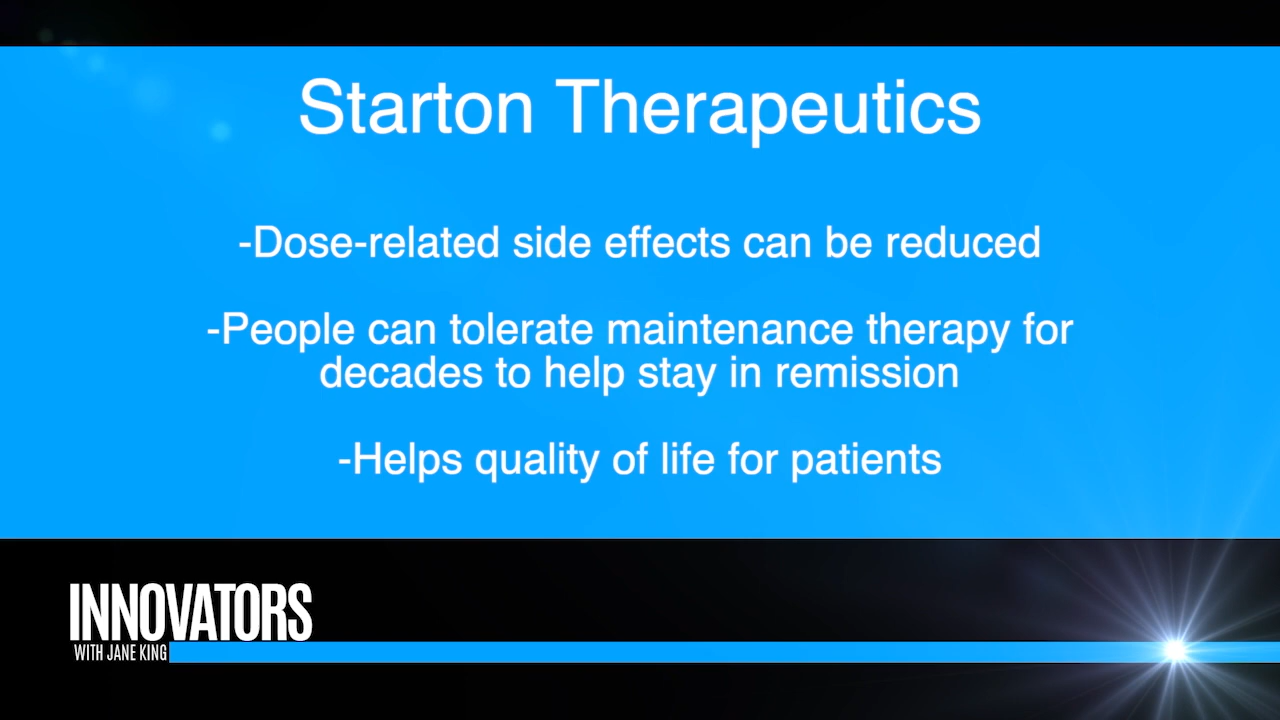 Starton Therapeutics
-Dose-related side effects can be reduced
-People can tolerate maintenance therapy for
decades to help stay in remission
-Helps quality of life for patients
INNOVATORS
WITH JANE KING